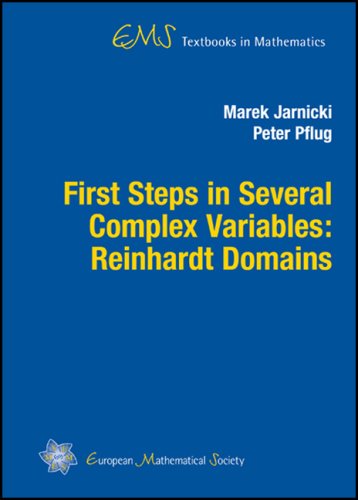 EMS Textbooks in Mathematics
Marek Jarnicki
Peter Pflug
First Steps in Several
Complex Variables:
Reinhardt Domains
European Mathematical Society